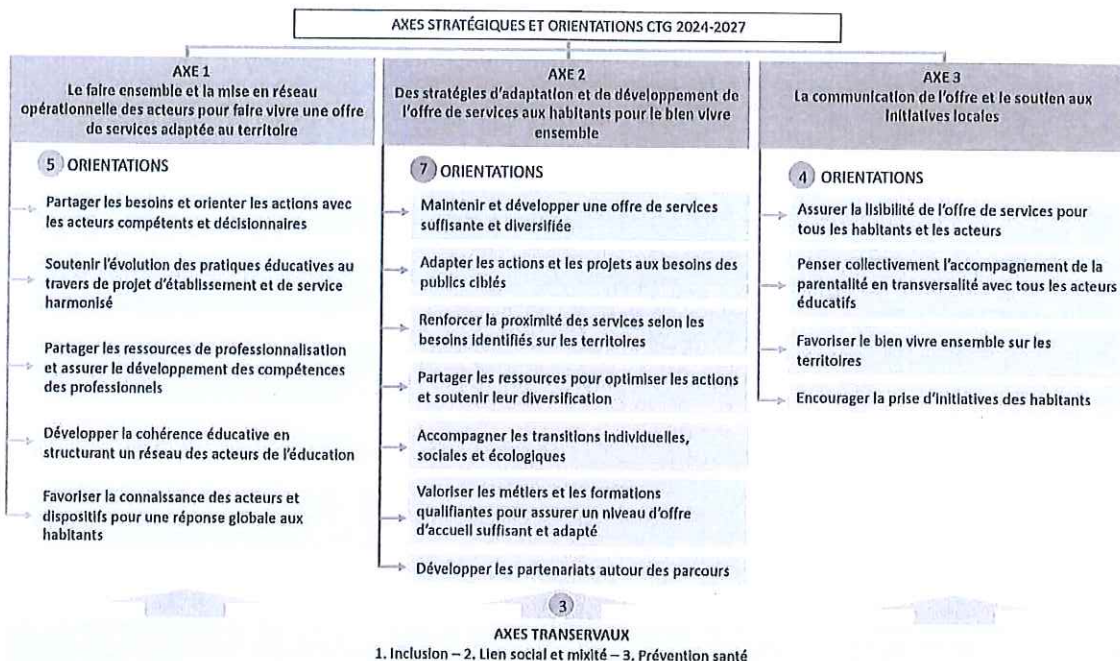 AXES STRATÉGIQUES ET ORIENTATIONS CTG 2024-2027
AXE 1
Le faire ensemble et la mise en réseau
opérationnelle des acteurs pour faire vivre une offre
de services adaptée au territoire
5 ORIENTATIONS
Partager les besoins et orienter les actions avec
les acteurs compétents et décisionnaires
Soutenir l'évolution des pratiques éducatives au
travers de projet d'établissement et de service
harmonisé
Partager les ressources de professionnalisation
et assurer le développement des compétences
des professionnels
Développer la cohérence éducative en
structurant un réseau des acteurs de l'éducation
Favoriser la connaissance des acteurs et
dispositifs pour une réponse globale aux
habitants
AXE 2
Des stratégies d'adaptation et de développement de
l'offre de services aux habitants pour le bien vivre
ensemble
7 ORIENTATIONS
Maintenir et développer une offre de services
suffisante et diversifiée
Adapter les actions et les projets aux besoins des
publics ciblés
Renforcer la proximité des services selon les
besoins identifiés sur les territoires
Partager les ressources pour optimiser les actions
et soutenir leur diversification
Accompagner les transitions individuelles,
sociales et écologiques
Valoriser les métiers et les formations
qualifiantes pour assurer un niveau d'offre
d'accueil suffisant et adapté
Développer les partenariats autour des parcours
AXE 3
La communication de l'offre et le soutien aux
initiatives locales
4 ORIENTATIONS
Assurer la lisibilité de l'offre de services pour
tous les habitants et les acteurs
Penser collectivement l'accompagnement de la
parentalité en transversalité avec tous les acteurs
éducatifs
Favoriser le bien vivre ensemble sur les
territoires
Encourager la prise d'initiatives des habitants
3
AXES TRANSERVAUX
1. Inclusion – 2. Lien social et mixité – 3. Prévention santé